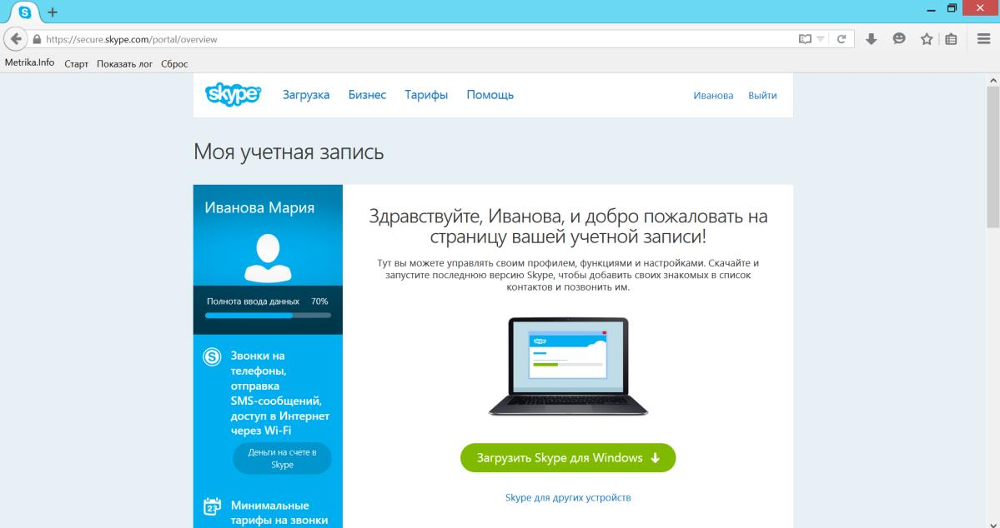 https://secure.skype.com/portal/overview
Metrika.Info Старт Показать лог Сброс
skype Загрузка Бизнес Тарифы Помощь Иванова Выйти
Моя учетная запись
Иванова Мария
Полнота ввода данных 70%
Звонки на
телефоны,
отправка
SMS-сообщений,
доступ в Интернет
через Wi-Fi
Деньги на счете в
Skype
23
Минимальные
тарифы на звонки
Здравствуйте, Иванова, и добро пожаловать на
страницу вашей учетной записи!
Тут вы можете управлять своим профилем, функциями и настройками. Скачайте и
запустите последнюю версию Skype, чтобы добавить своих знакомых в список
контактов и позвонить им.
skype
Загрузить Skype для Windows
Skype для других устройств